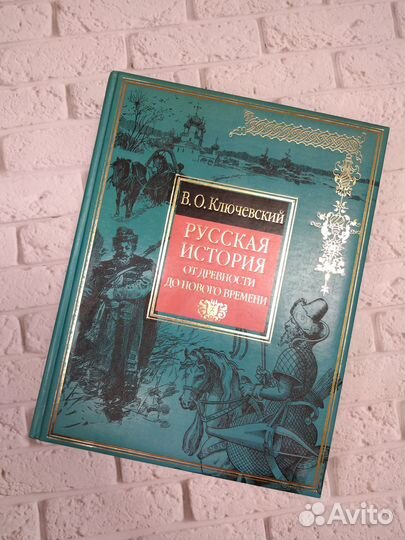 В. О. Ключевский
РУССКАЯ
ИСТОРИЯ
ОТ ДРЕВНОСТИ
ДО НОВОГО ВРЕМЕНИ
Avito